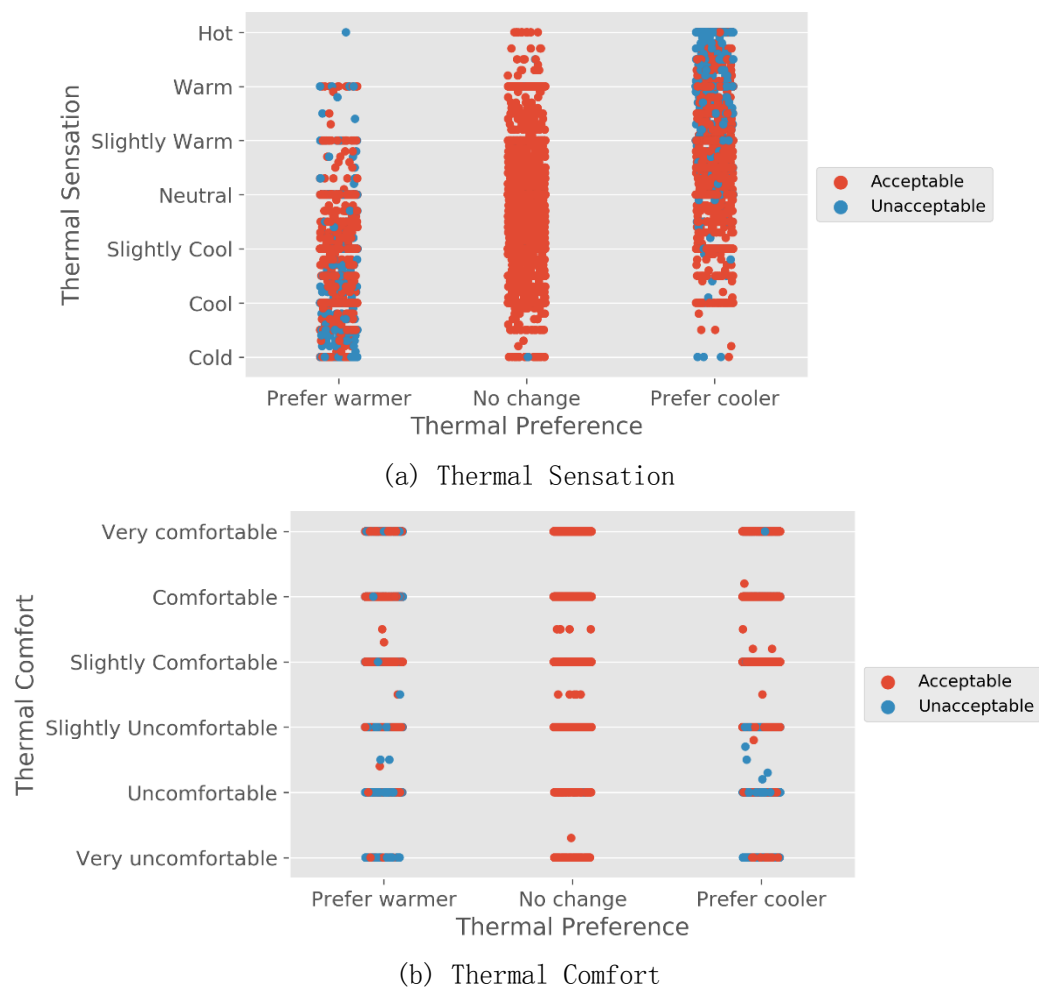 Hot
Warm
Slightly Warm
Neutral
Slightly Cool
Cool
Cold
Thermal Sensation
Prefer warmer
No change
Prefer cooler
Thermal Preference
Acceptable
Unacceptable
(a) Thermal Sensation
Very comfortable
Comfortable
Slightly Comfortable
Slightly Uncomfortable
Uncomfortable
Very uncomfortable
Thermal Comfort
Prefer warmer
No change
Prefer cooler
Thermal Preference
Acceptable
Unacceptable
(b) Thermal Comfort